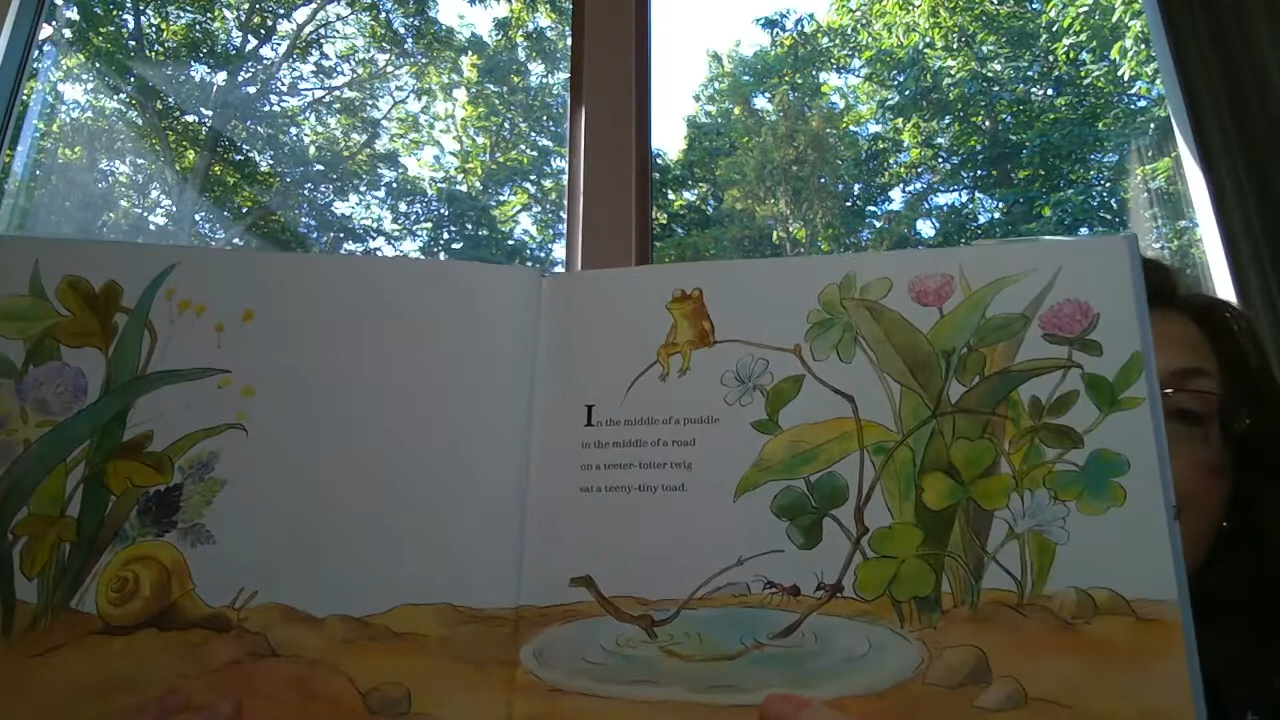 In the middle of a puddle
in the middle of a road
on a teeter-totter twig
sat a teeny-tiny toad.